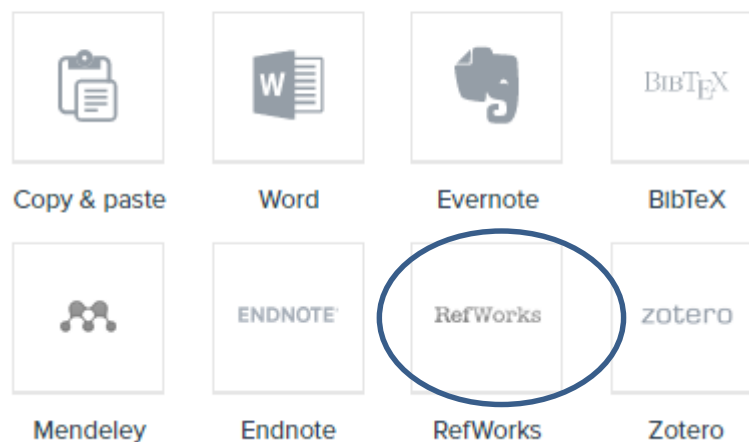 W
BIBTEX
Copy & paste Word Evernote BibTeX
ENDNOTE RefWorks zotero
Mendeley Endnote RefWorks Zotero